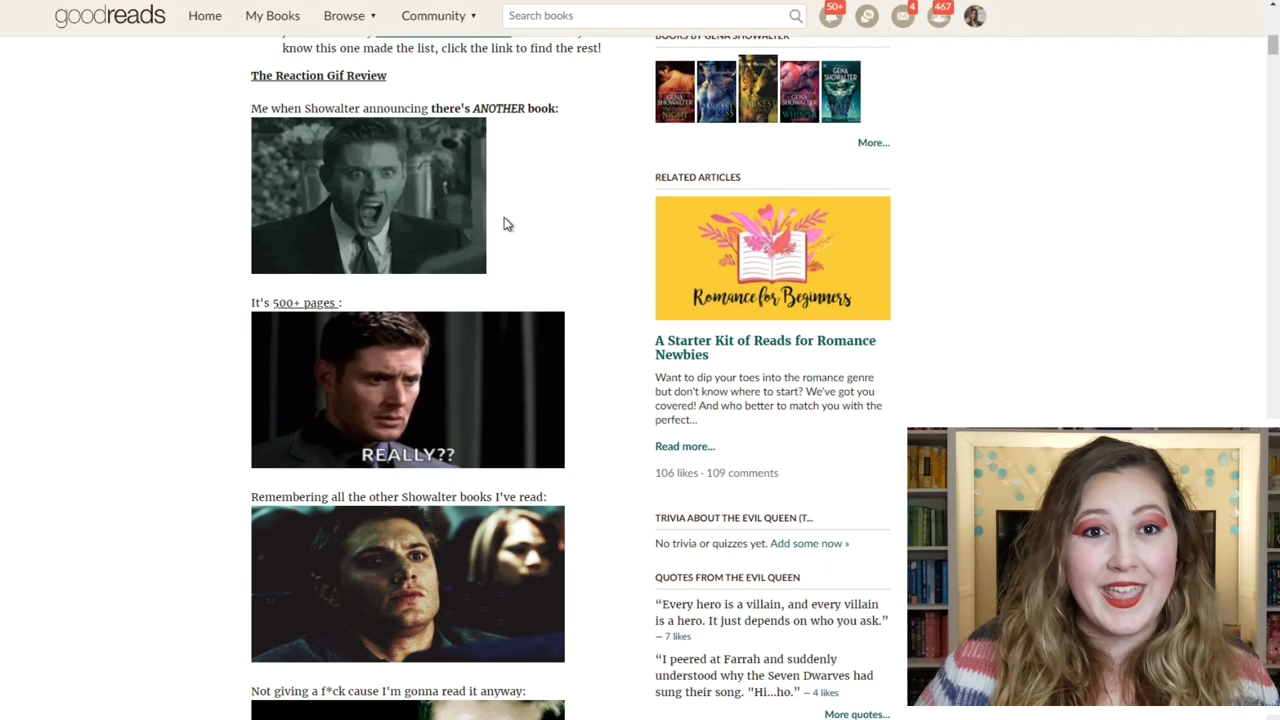 goodreads
Home
My Books
Browse ▾
Community ▾
Search books
50+
4
467
know this one made the list, click the link to find the rest!
The Reaction Gif Review
Me when Showalter announcing there's ANOTHER book:
It's 500+ pages :
REALLY??
Remembering all the other Showalter books I've read:
Not giving a f*ck cause I'm gonna read it anyway:
BOOKS BY GENA SHOWALTER
More...
RELATED ARTICLES
Romance for Beginners
A Starter Kit of Reads for Romance
Newbies
Want to dip your toes into the romance genre
but don't know where to start? We've got you
covered! And who better to match you with the
perfect...
Read more...
106 likes · 109 comments
TRIVIA ABOUT THE EVIL QUEEN (T...
No trivia or quizzes yet. Add some now »
QUOTES FROM THE EVIL QUEEN
“Every hero is a villain, and every villain
is a hero. It just depends on who you ask.”
— 7 likes
“I peered at Farrah and suddenly
understood why the Seven Dwarves had
sung their song. "Hi...ho.” — 4 likes
More quotes...